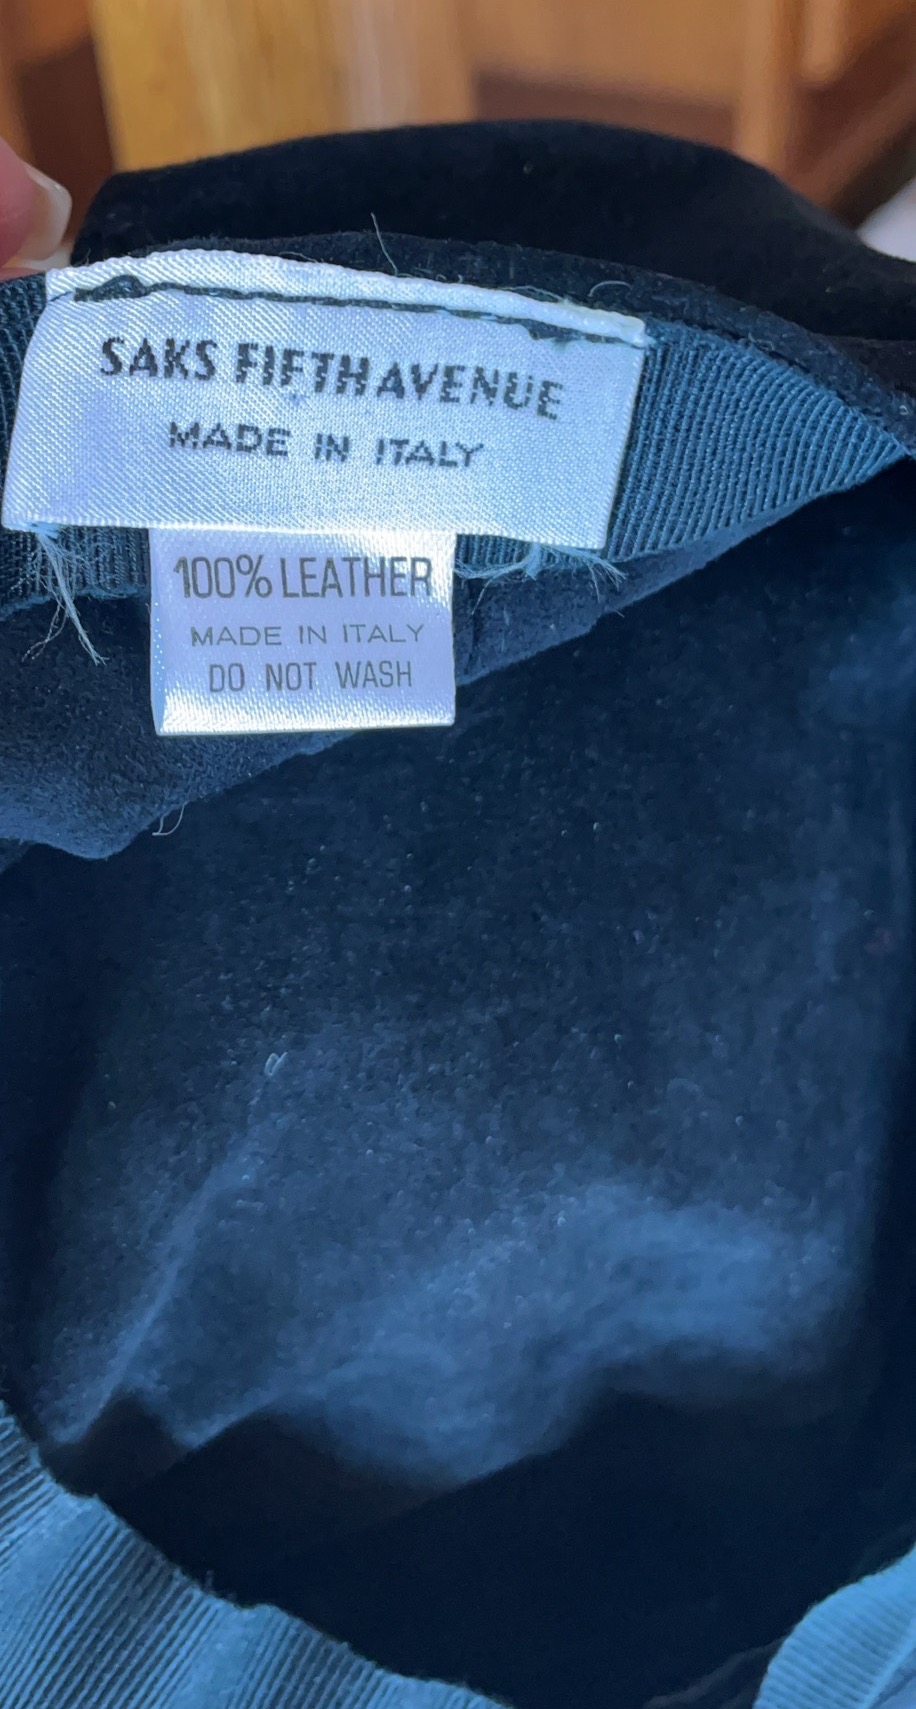 SAKS FIFTH AVENUE
MADE IN ITALY
100% LEATHER
MADE IN ITALY
DO NOT WASH